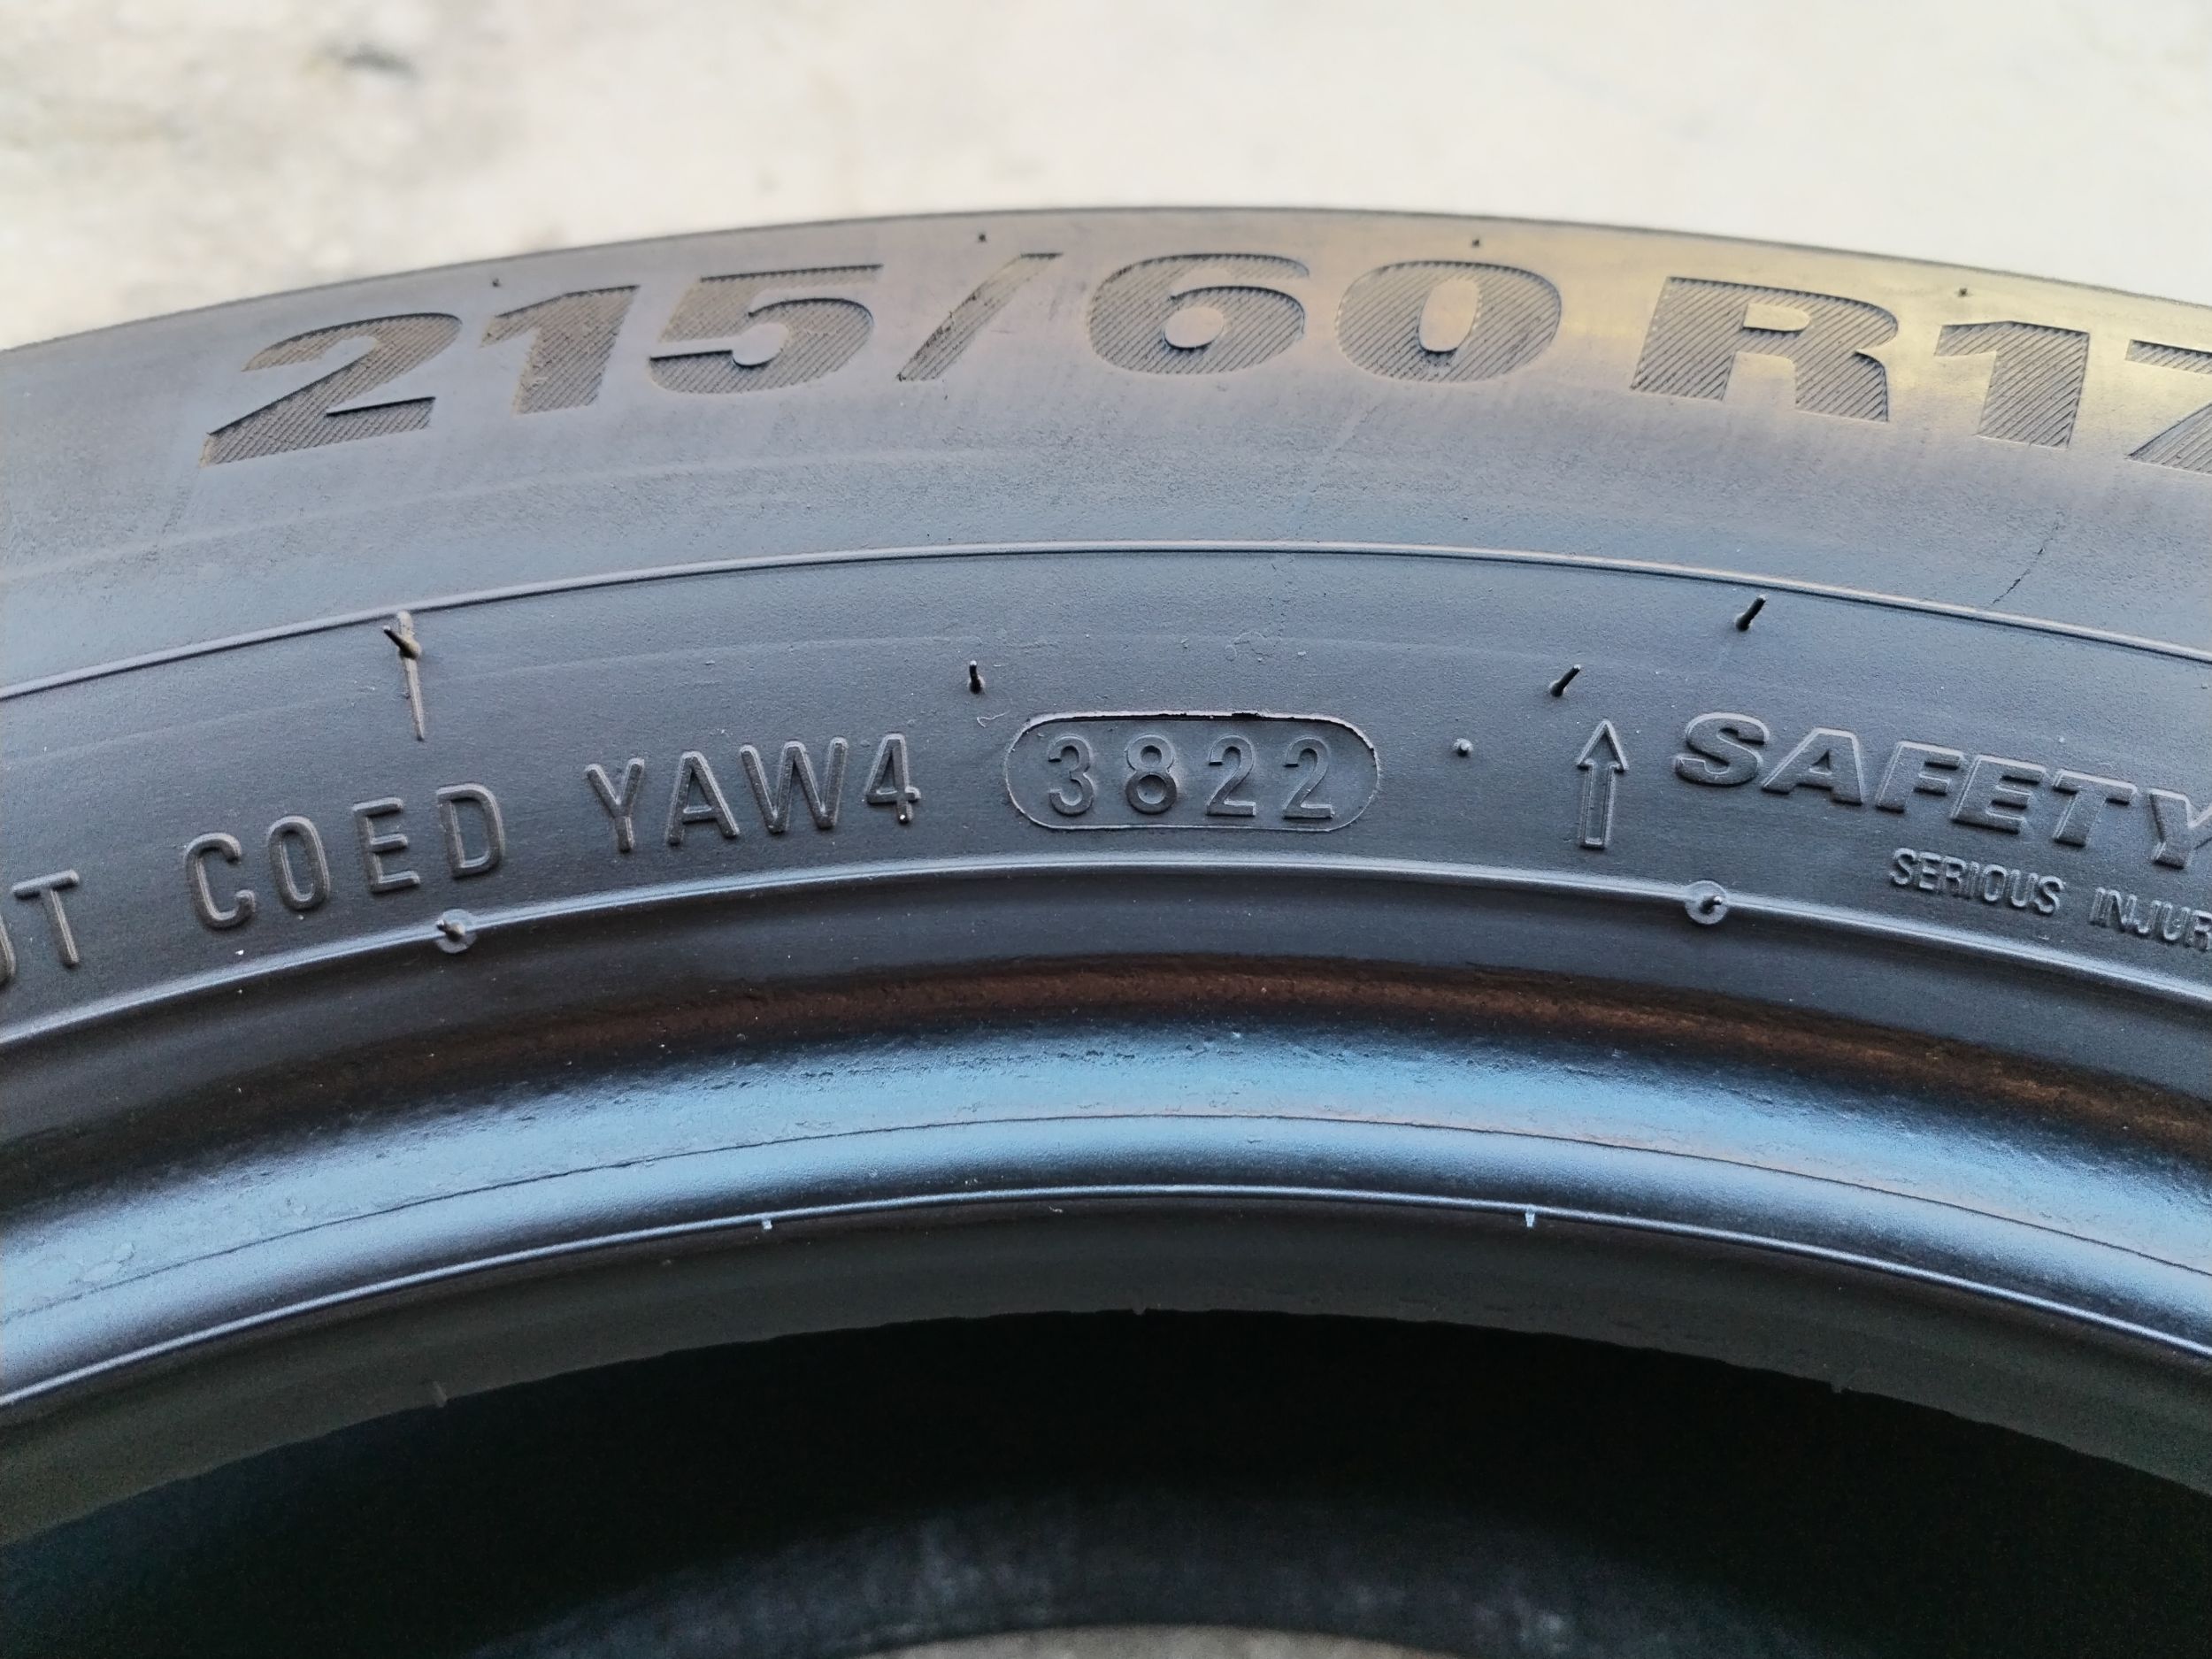 215/60 R17
COED YAW4 3822
SAFETY
SERIOUS